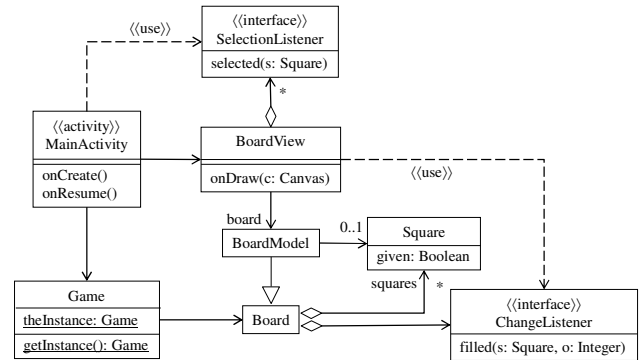 ⟨⟨interface⟩⟩
SelectionListener
selected(s: Square)
⟨⟨use⟩⟩
*
⟨⟨activity⟩⟩
MainActivity
onCreate()
onResume()
BoardView
onDraw(c: Canvas)
⟨⟨use⟩⟩
board
BoardModel
0..1
Square
given: Boolean
squares
*
Game
theInstance: Game
getInstance(): Game
Board
⟨⟨interface⟩⟩
ChangeListener
filled(s: Square, o: Integer)